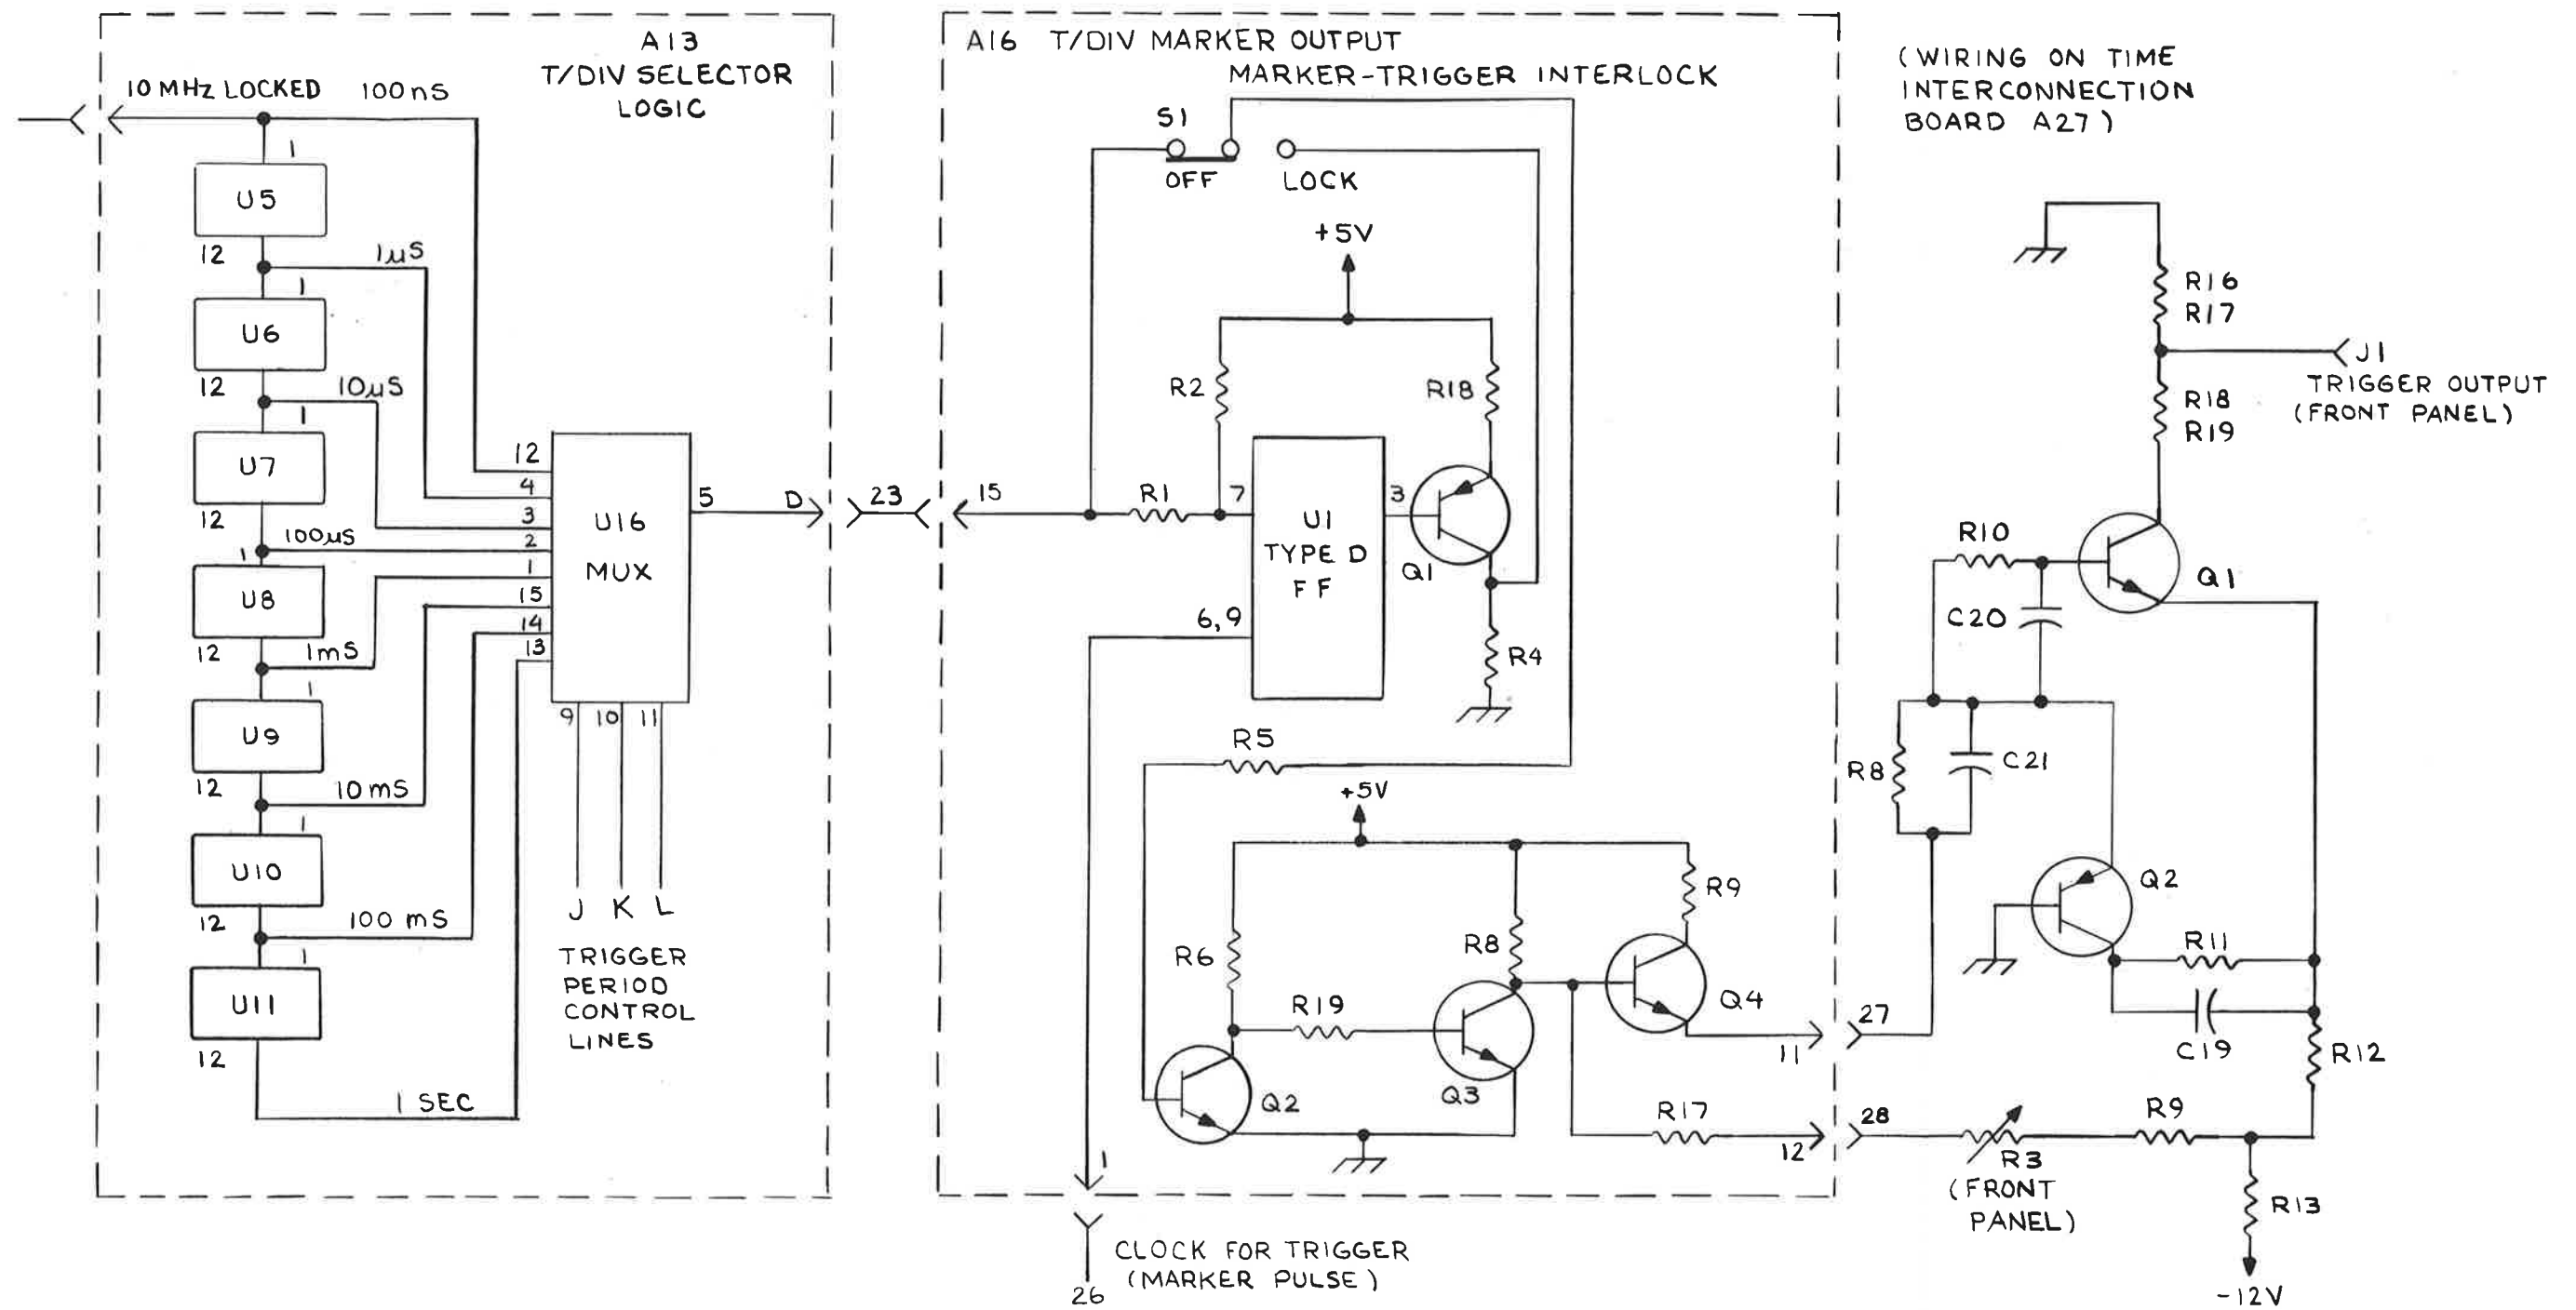 A13
T/DIV SELECTOR
LOGIC
10 MHz LOCKED
100nS
1
U5
12
1µS
1
U6
12
10µS
1
U7
12
100µS
1
U8
12
1mS
1
U9
12
10mS
1
U10
12
100 mS
1
U11
12
1 SEC
12
4
3
2
1
15
14
13
U16
MUX
5
D
9
10
11
J
K
L
TRIGGER
PERIOD
CONTROL
LINES
23
A16 T/DIV MARKER OUTPUT
MARKER-TRIGGER INTERLOCK
S1
OFF
LOCK
+5V
R2
R18
15
R1
7
U1
TYPE D
FF
3
Q1
6,9
R4
R5
+5V
R6
R8
R9
R19
Q2
Q3
Q4
R17
11
12
1
CLOCK FOR TRIGGER
(MARKER PULSE)
26
(WIRING ON TIME
INTERCONNECTION
BOARD A27)
R16
R17
J1
TRIGGER OUTPUT
(FRONT PANEL)
R18
R19
R10
Q1
C20
R8
C21
Q2
R11
C19
R12
27
28
R3
(FRONT
PANEL)
R9
R13
-12V